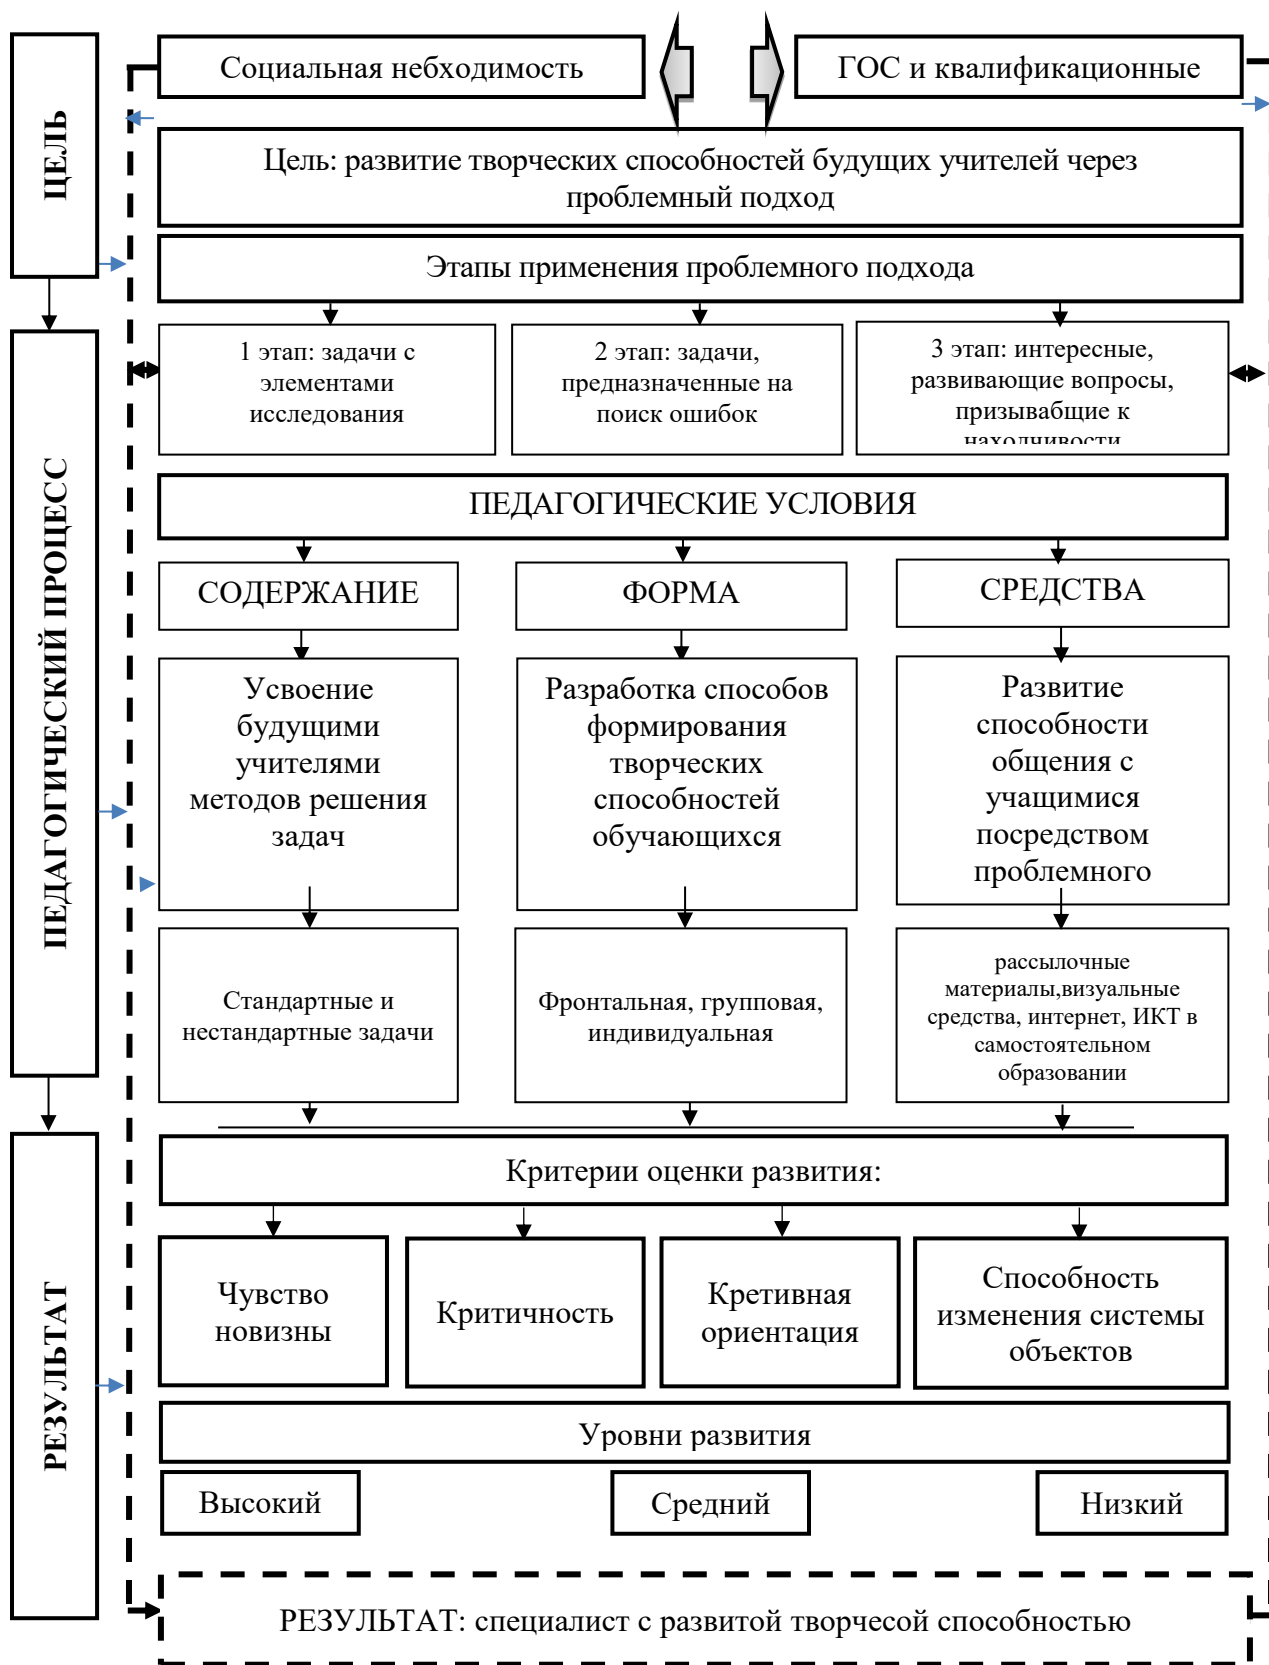 ЦЕЛЬ
Социальная небходимость
ГОС и квалификационные
Цель: развитие творческих способностей будущих учителей через
проблемный подход
Этапы применения проблемного подхода
ПЕДАГОГИЧЕСКИЙ ПРОЦЕСС
1 этап: задачи с
элементами
исследования
2 этап: задачи,
предназначенные на
поиск ошибок
3 этап: интересные,
развивающие вопросы,
призывабщие к
находчивости
ПЕДАГОГИЧЕСКИЕ УСЛОВИЯ
СОДЕРЖАНИЕ
ФОРМА
СРЕДСТВА
Усвоение
будущими
учителями
методов решения
задач
Разработка способов
формирования
творческих
способностей
обучающихся
Развитие
способности
общения с
учащимися
посредством
проблемного
Стандартные и
нестандартные задачи
Фронтальная, групповая,
индивидуальная
рассылочные
материалы,визуальные
средства, интернет, ИКТ в
самостоятельном
образовании
РЕЗУЛЬТАТ
Критерии оценки развития:
Чувство
новизны
Критичность
Кретивная
ориентация
Способность
изменения системы
объектов
Уровни развития
Высокий
Средний
Низкий
РЕЗУЛЬТАТ: специалист с развитой творчесой способностью